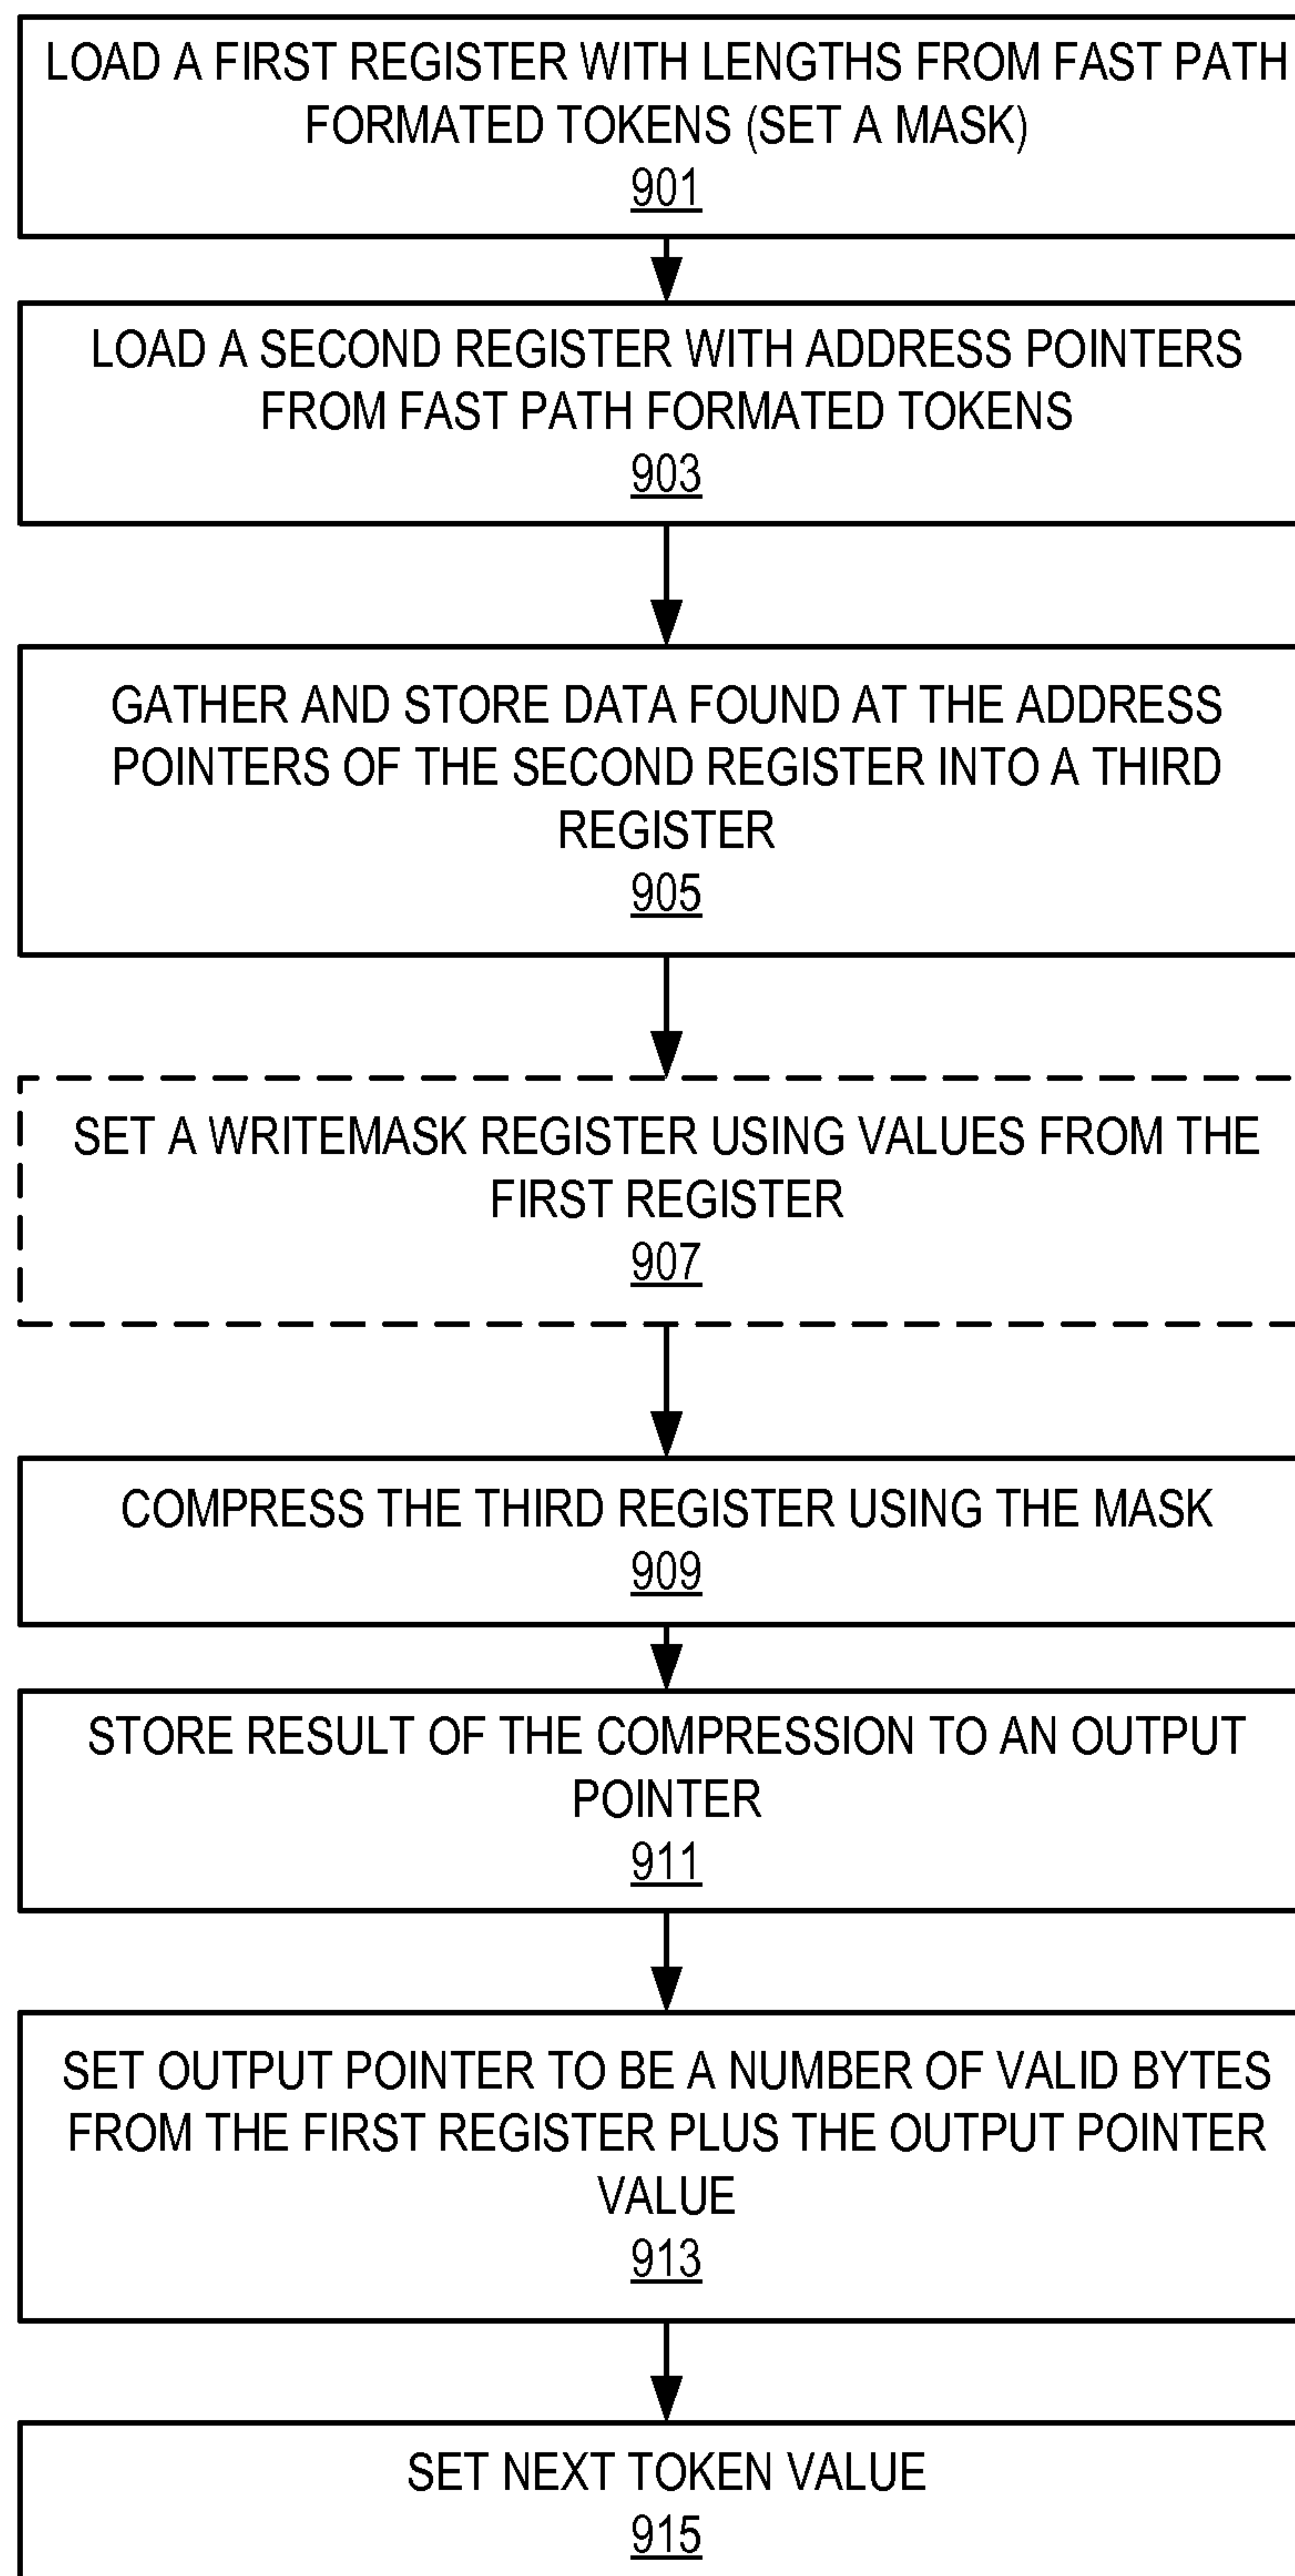 LOAD A FIRST REGISTER WITH LENGTHS FROM FAST PATH
FORMATED TOKENS (SET A MASK)
901
LOAD A SECOND REGISTER WITH ADDRESS POINTERS
FROM FAST PATH FORMATED TOKENS
903
GATHER AND STORE DATA FOUND AT THE ADDRESS
POINTERS OF THE SECOND REGISTER INTO A THIRD
REGISTER
905
SET A WRITEMASK REGISTER USING VALUES FROM THE
FIRST REGISTER
907
COMPRESS THE THIRD REGISTER USING THE MASK
909
STORE RESULT OF THE COMPRESSION TO AN OUTPUT
POINTER
911
SET OUTPUT POINTER TO BE A NUMBER OF VALID BYTES
FROM THE FIRST REGISTER PLUS THE OUTPUT POINTER
VALUE
913
SET NEXT TOKEN VALUE
915